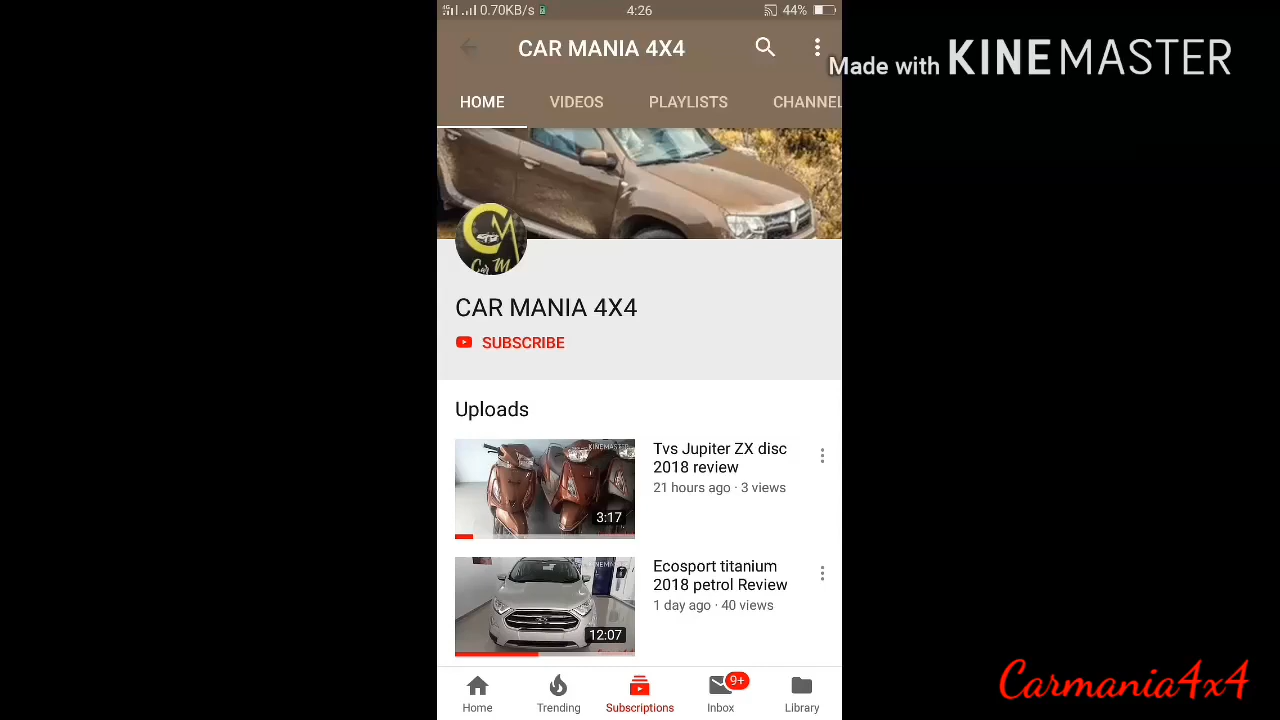 0.70KB/s
4:26
44%
CAR MANIA 4X4
Made with KINEMASTER
HOME VIDEOS PLAYLISTS CHANNEL
Car M
CAR MANIA 4X4
SUBSCRIBE
Uploads
KINEMASTER
Tvs Jupiter ZX disc
2018 review
21 hours ago · 3 views
3:17
Ecosport titanium
2018 petrol Review
1 day ago · 40 views
12:07
9+
Home Trending Subscriptions Inbox Library
Carmania4x4